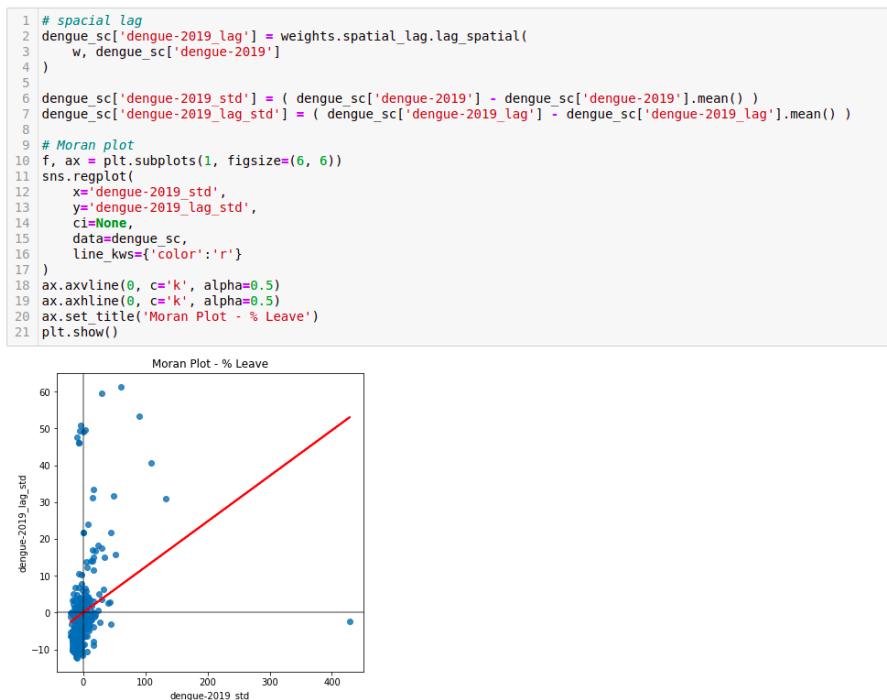 1 # spacial lag
2 dengue_sc['dengue-2019_lag'] = weights.spatial_lag.lag_spatial(
3     w, dengue_sc['dengue-2019']
4 )
5
6 dengue_sc['dengue-2019_std'] = ( dengue_sc['dengue-2019'] - dengue_sc['dengue-2019'].mean() )
7 dengue_sc['dengue-2019_lag_std'] = ( dengue_sc['dengue-2019_lag'] - dengue_sc['dengue-2019_lag'].mean() )
8
9 # Moran plot
10 f, ax = plt.subplots(1, figsize=(6, 6))
11 sns.regplot(
12     x='dengue-2019_std',
13     y='dengue-2019_lag_std',
14     ci=None,
15     data=dengue_sc,
16     line_kws={'color':'r'}
17 )
18 ax.axvline(0, c='k', alpha=0.5)
19 ax.axhline(0, c='k', alpha=0.5)
20 ax.set_title('Moran Plot - % Leave')
21 plt.show()
Moran Plot - % Leave
60
50
40
30
20
10
0
−10
dengue-2019_lag_std
0 100 200 300 400
dengue-2019_std